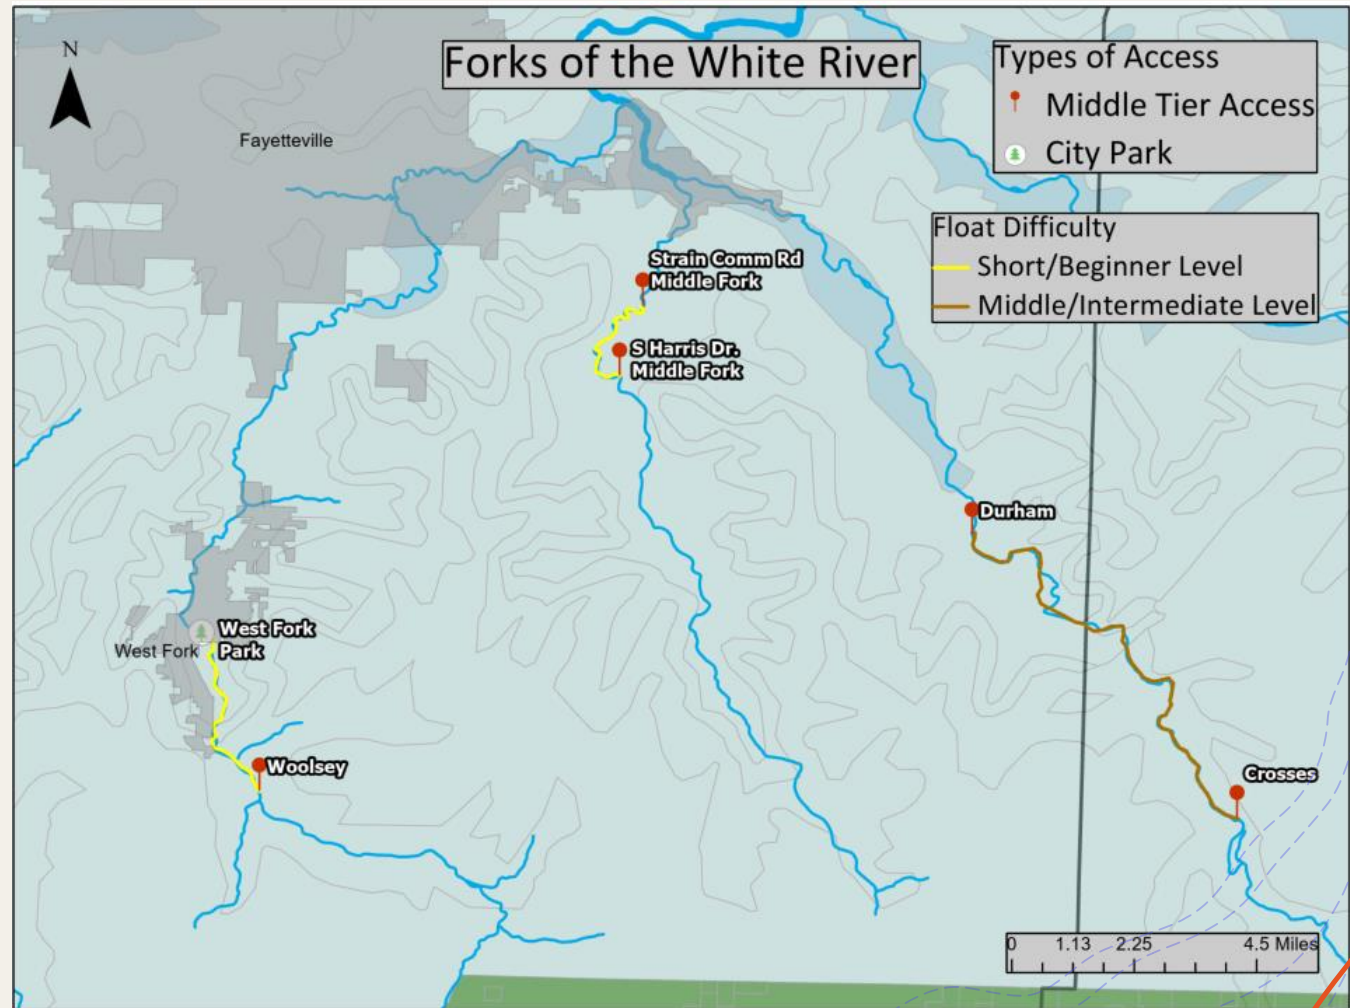 N
Forks of the White River
Types of Access
Middle Tier Access
City Park
Fayetteville
Float Difficulty
Short/Beginner Level
Middle/Intermediate Level
Strain Comm Rd
Middle Fork
S Harris Dr.
Middle Fork
Durham
West Fork
Park
West Fork
Woolsey
Crosses
0 1.13 2.25 4.5 Miles